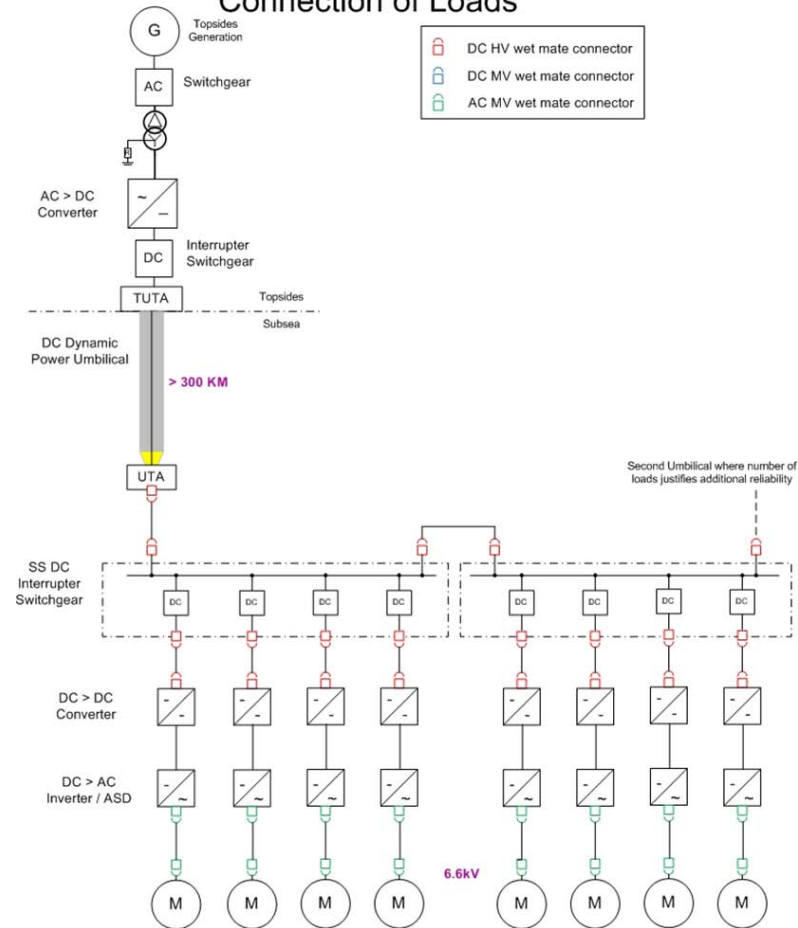 Connection of Loads
G
Topsides
Generation
DC HV wet mate connector
DC MV wet mate connector
AC MV wet mate connector
AC
Switchgear
R
AC > DC
Converter
~
–
DC
Interrupter
Switchgear
TUTA
Topsides
Subsea
DC Dynamic
Power Umbilical
> 300 KM
UTA
Second Umbilical where number of
loads justifies additional reliability
SS DC
Interrupter
Switchgear
DC DC DC DC DC DC DC DC
DC > DC
Converter
- - - - - - - -
- - - - - - - -
DC > AC
Inverter / ASD
- - - - - - - -
~ ~ ~ ~ ~ ~ ~ ~
6.6kV
M M M M M M M M